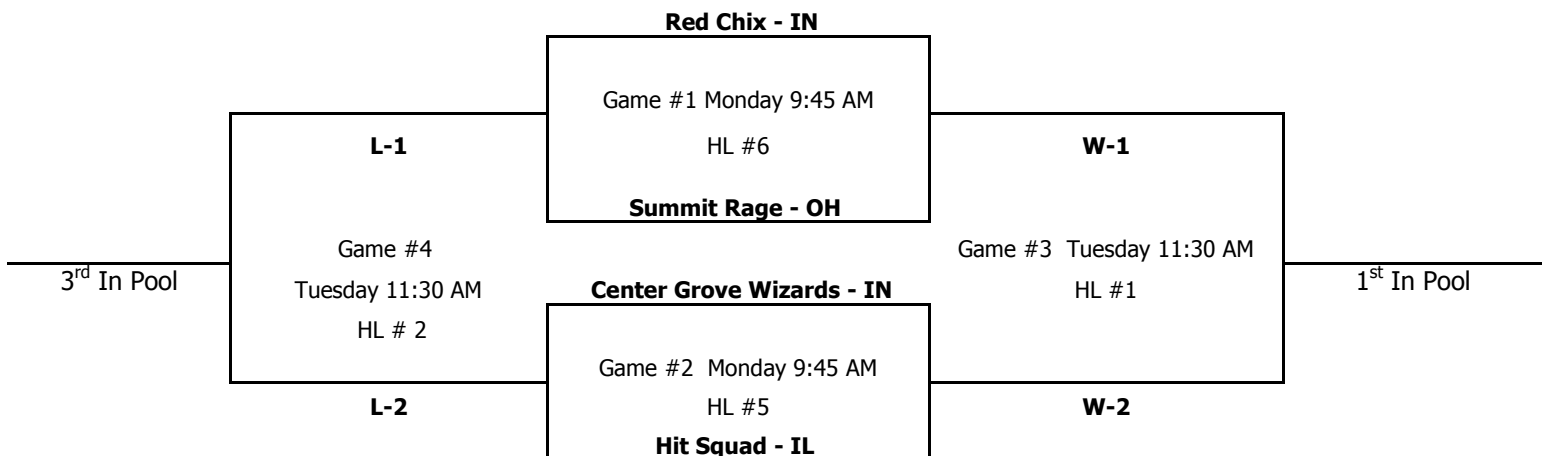 Red Chix - IN
Game #1 Monday 9:45 AM
L-1
HL #6
W-1
Summit Rage - OH
Game #4
Game #3  Tuesday 11:30 AM
3rd In Pool
Tuesday 11:30 AM
Center Grove Wizards - IN
HL #1
1st In Pool
HL # 2
Game #2  Monday 9:45 AM
L-2
HL #5
W-2
Hit Squad - IL